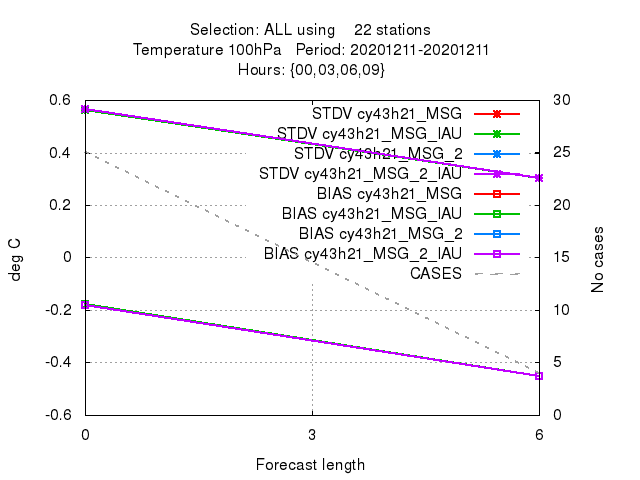 Selection: ALL using    22 stations
Temperature 100hPa   Period: 20201211-20201211
Hours: {00,03,06,09}
0.6
0.4
0.2
0
-0.2
-0.4
-0.6
deg C
30
25
20
15
10
5
0
No cases
STDV cy43h21_MSG
STDV cy43h21_MSG_IAU
STDV cy43h21_MSG_2
STDV cy43h21_MSG_2_IAU
BIAS cy43h21_MSG
BIAS cy43h21_MSG_IAU
BIAS cy43h21_MSG_2
BIAS cy43h21_MSG_2_IAU
CASES
0 3 6
Forecast length